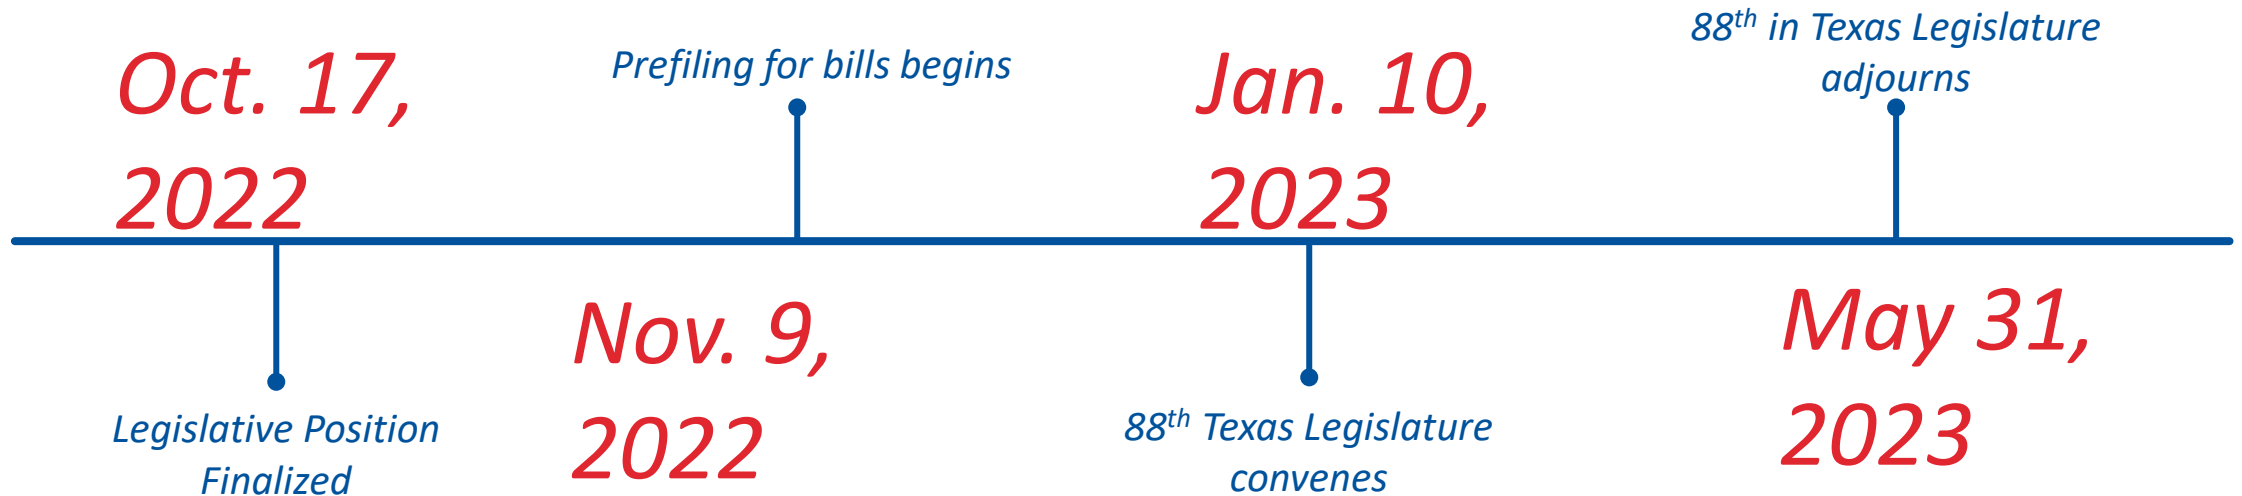 Oct. 17,
2022
Legislative Position
Finalized
Prefiling for bills begins
Nov. 9,
2022
Jan. 10,
2023
88th Texas Legislature
convenes
88th in Texas Legislature
adjourns
May 31,
2023